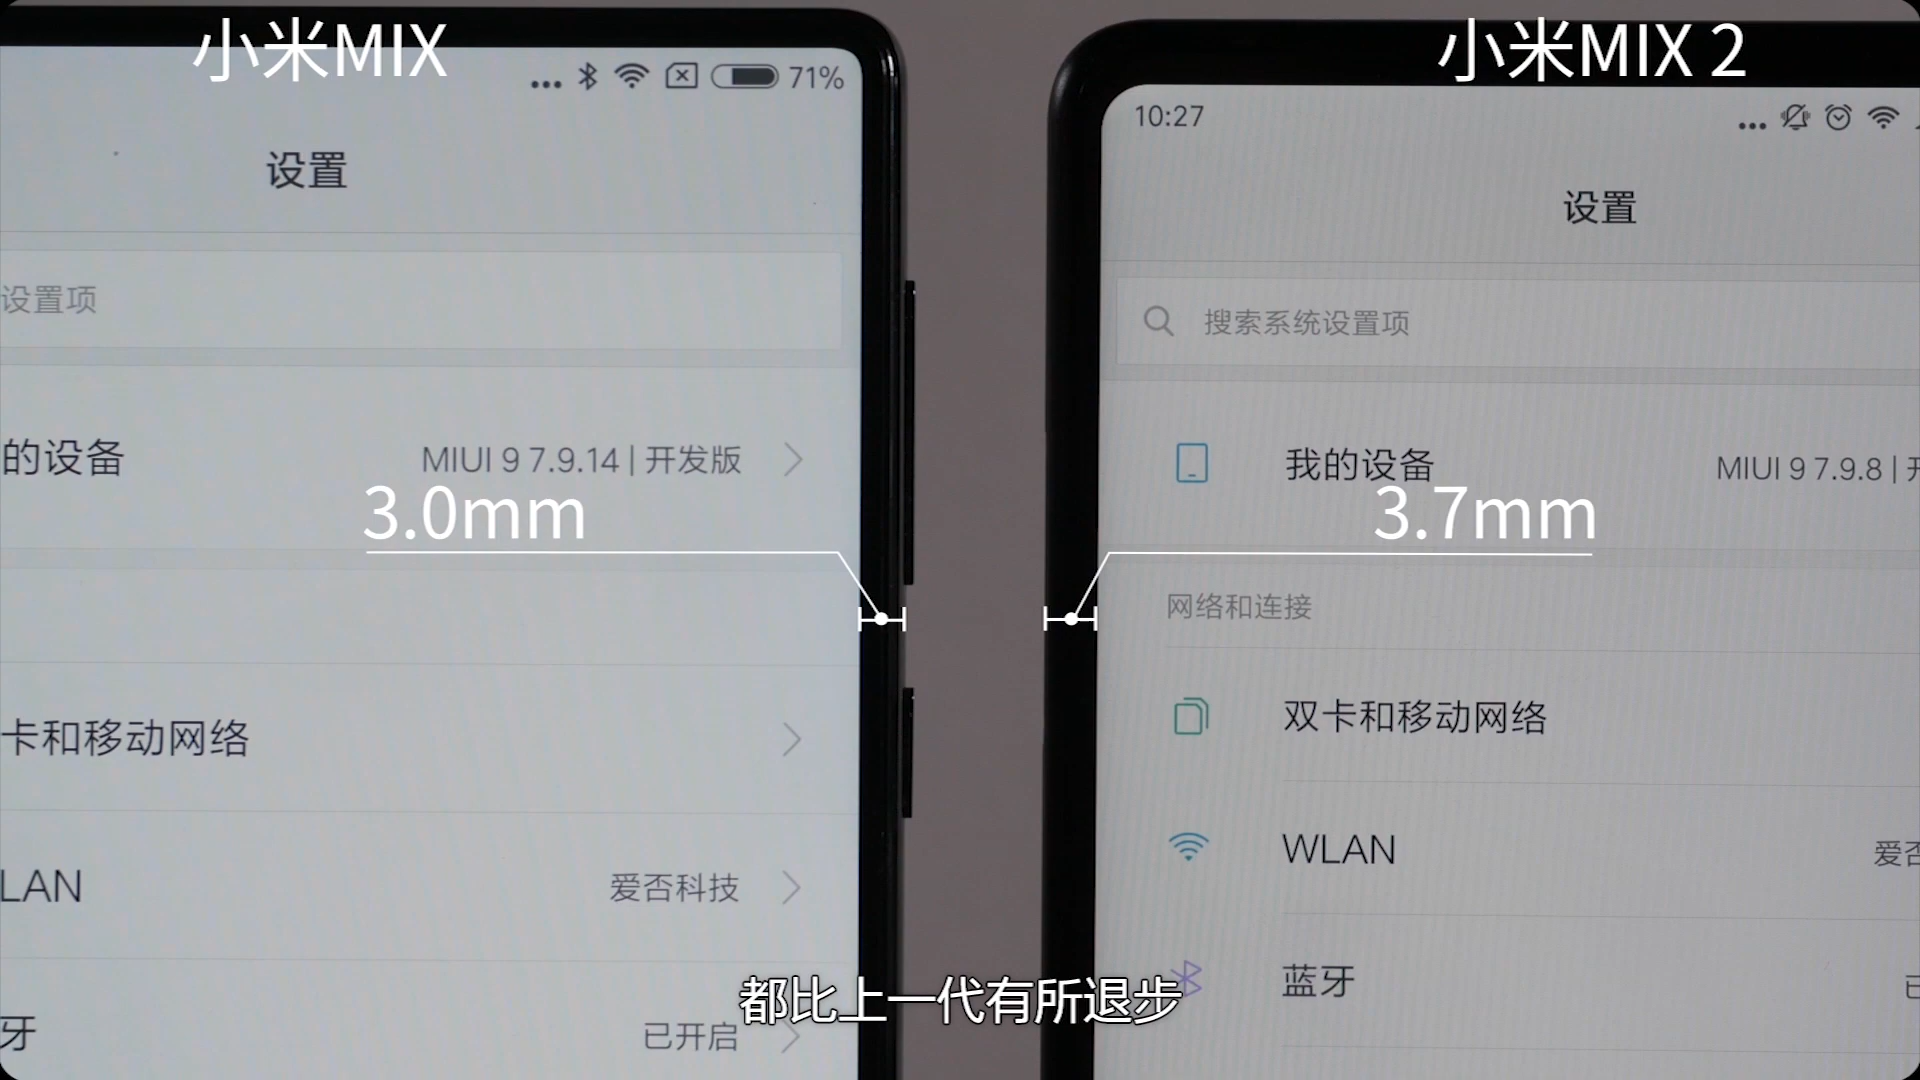 小米MIX
71%
设置
设置项
的设备
MIUI 9 7.9.14 | 开发版
3.0mm
卡和移动网络
LAN
爱否科技
牙
已开启
小米MIX 2
10:27
设置
搜索系统设置项
我的设备
MIUI 9 7.9.8 |
3.7mm
网络和连接
双卡和移动网络
WLAN
爱否
蓝牙
都比上一代有所退步